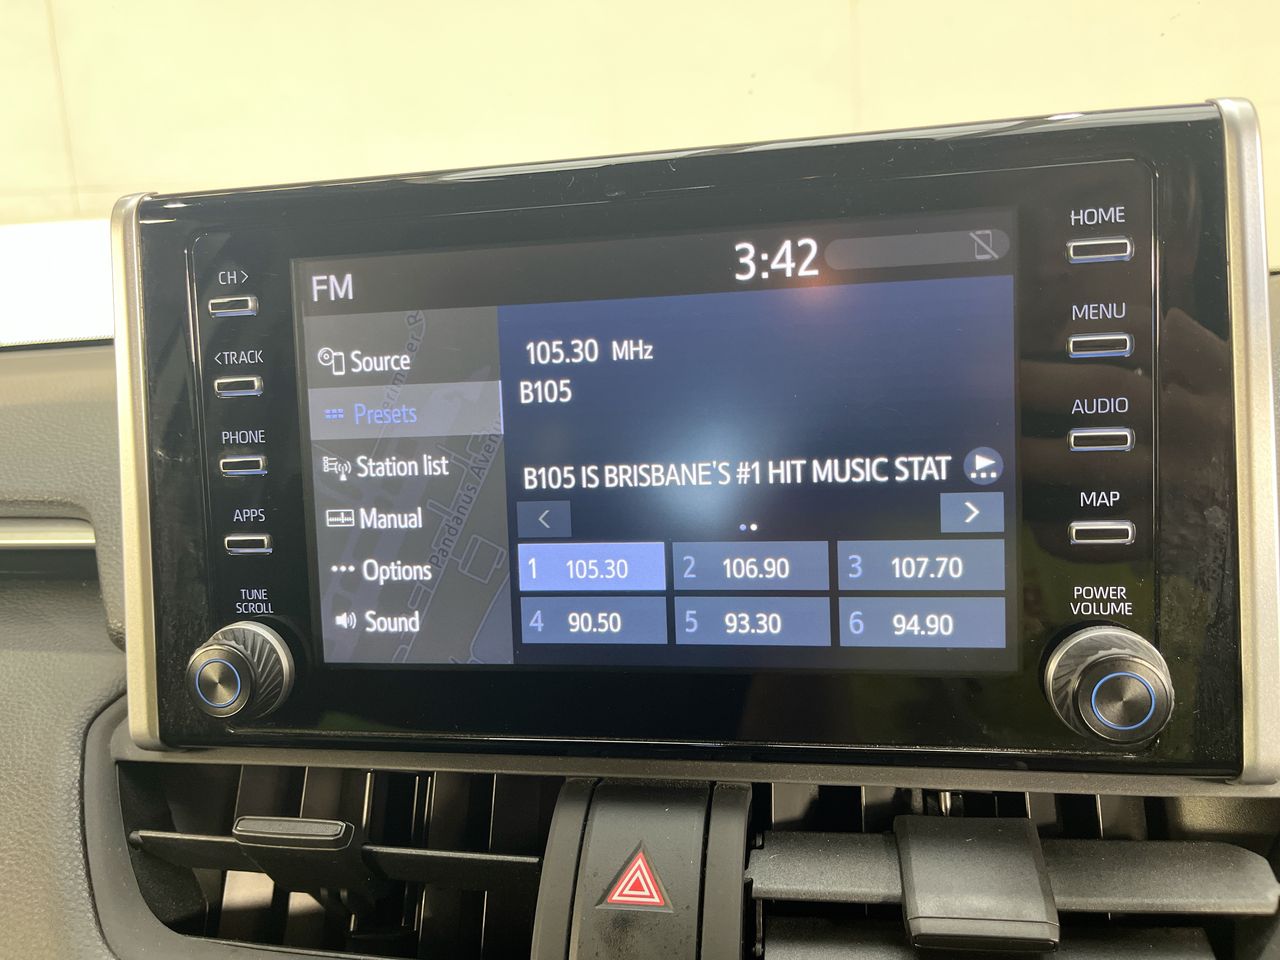 HOME
CH >
FM
3:42
<TRACK
Source
105.30 MHz
MENU
Presets
B105
PHONE
AUDIO
Station list
B105 IS BRISBANE'S #1 HIT MUSIC STAT
APPS
Manual
< >
MAP
Options
1 105.30
2 106.90
3 107.70
TUNE
SCROLL
Sound
4 90.50
5 93.30
6 94.90
POWER
VOLUME
Pandanus Avenu